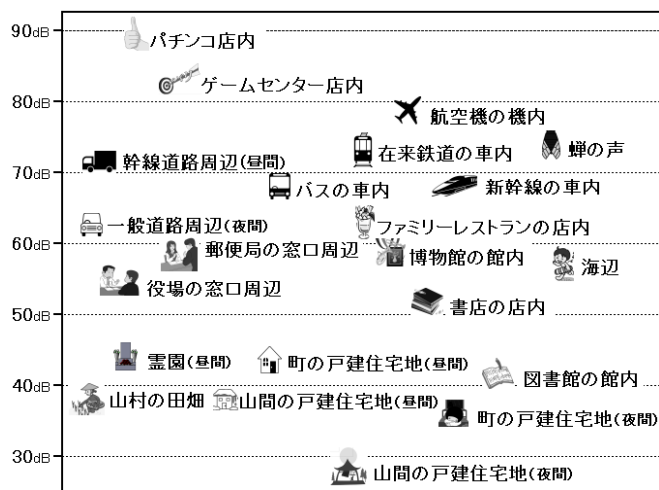 90dB
パチンコ店内
ゲームセンター店内
80dB
航空機の機内
在来鉄道の車内
蝉の声
幹線道路周辺(昼間)
70dB
バスの車内
新幹線の車内
一般道路周辺(夜間)
ファミリーレストランの店内
60dB
郵便局の窓口周辺
博物館の館内
海辺
役場の窓口周辺
50dB
書店の店内
霊園(昼間)
町の戸建住宅地(昼間)
図書館の館内
40dB
山村の田畑
山間の戸建住宅地(昼間)
町の戸建住宅地(夜間)
30dB
山間の戸建住宅地(夜間)